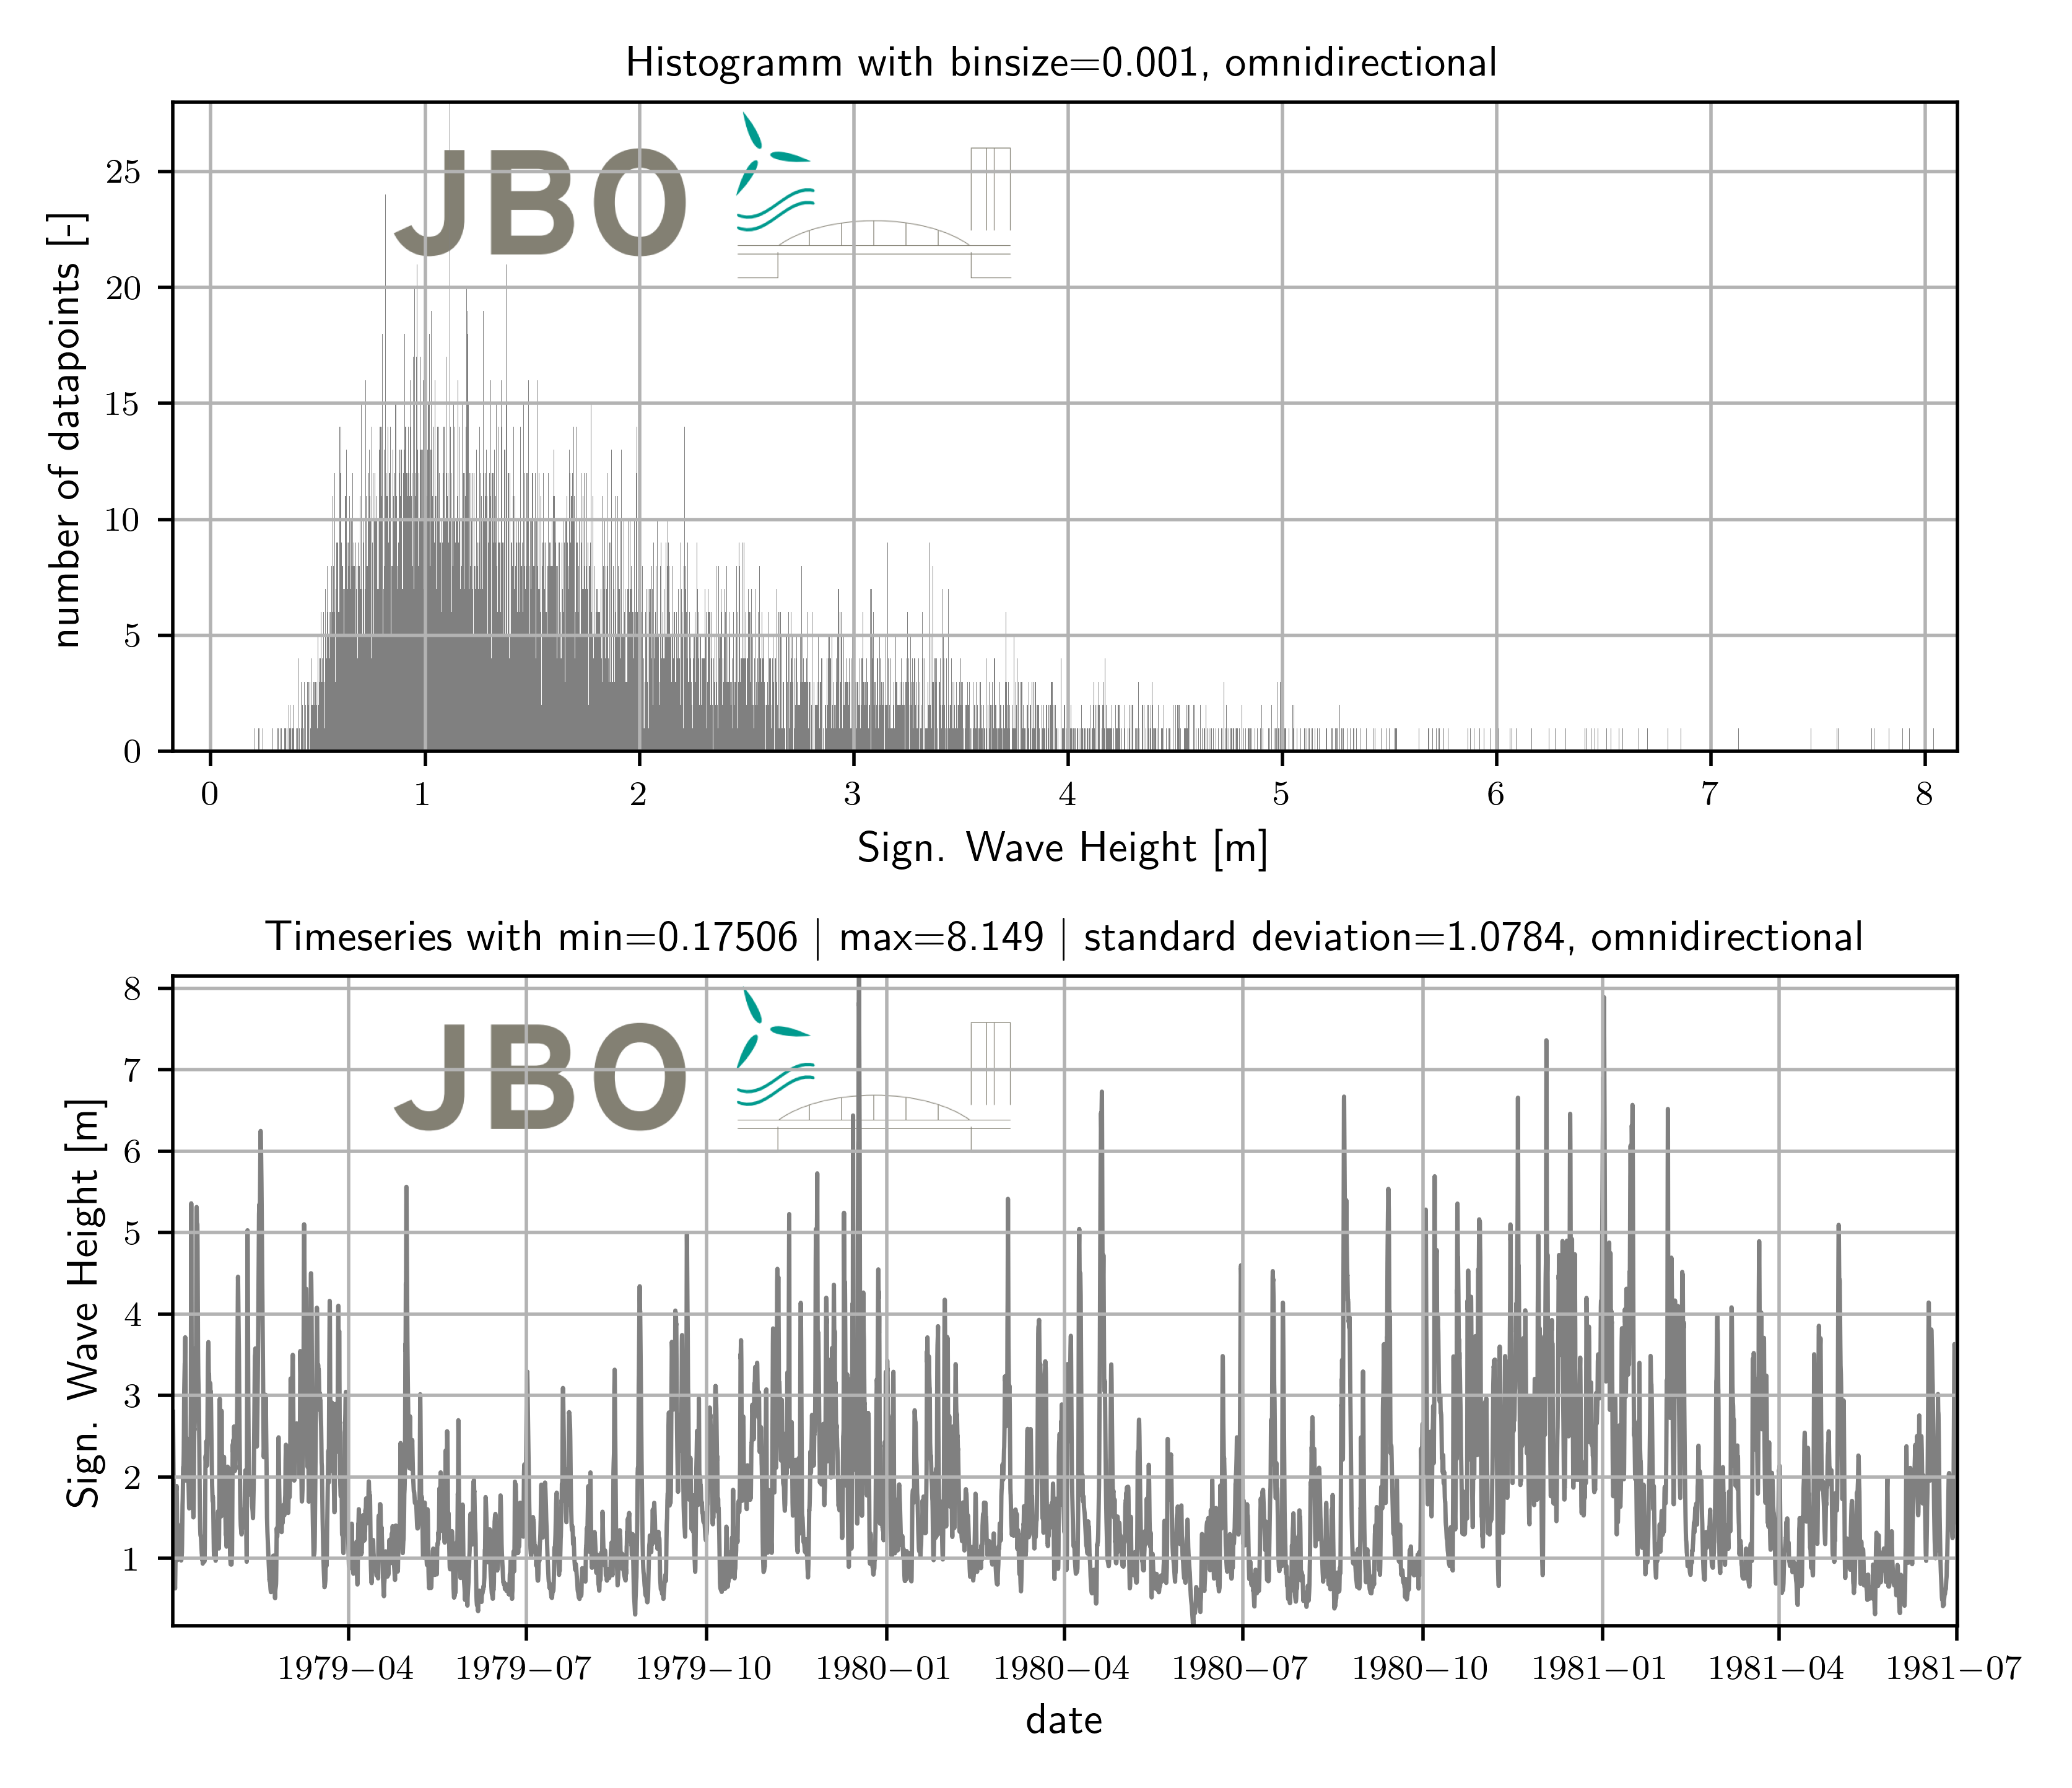 Histogramm with binsize=0.001, omnidirectional
JBO
number of datapoints [-]
25
20
15
10
5
0
0 1 2 3 4 5 6 7 8
Sign. Wave Height [m]
Timeseries with min=0.17506 | max=8.149 | standard deviation=1.0784, omnidirectional
JBO
Sign. Wave Height [m]
8
7
6
5
4
3
2
1
1979−04 1979−07 1979−10 1980−01 1980−04 1980−07 1980−10 1981−01 1981−04 1981−07
date